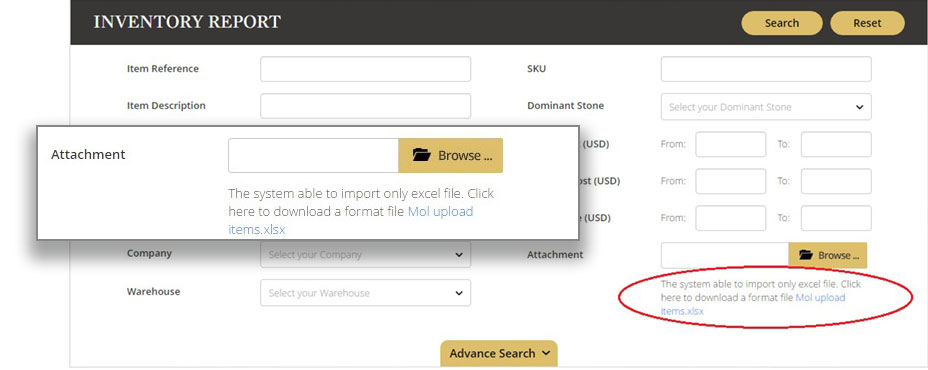 INVENTORY REPORT
Search
Reset
Item Reference
SKU
Item Description
Dominant Stone
Select your Dominant Stone
Attachment
Browse ...
The system able to import only excel file. Click
here to download a format file Mol upload
items.xlsx
(USD)
From:
To:
(USD)
From:
To:
(USD)
From:
To:
Company
Select your Company
Attachment
Browse ...
Warehouse
Select your Warehouse
The system able to import only excel file. Click
here to download a format file Mol upload
items.xlsx
Advance Search